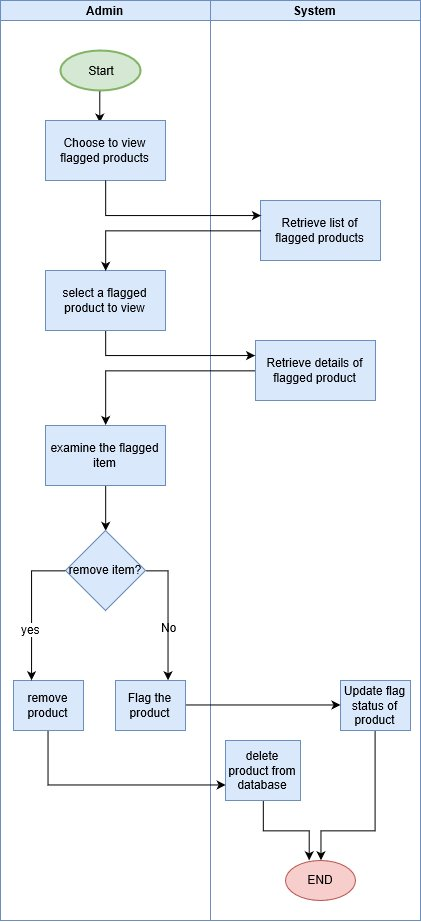 Admin
System
Start
Choose to view
flagged products
Retrieve list of
flagged products
select a flagged
product to view
Retrieve details of
flagged product
examine the flagged
item
remove item?
yes
No
remove
product
Flag the
product
Update flag
status of
product
delete
product from
database
END